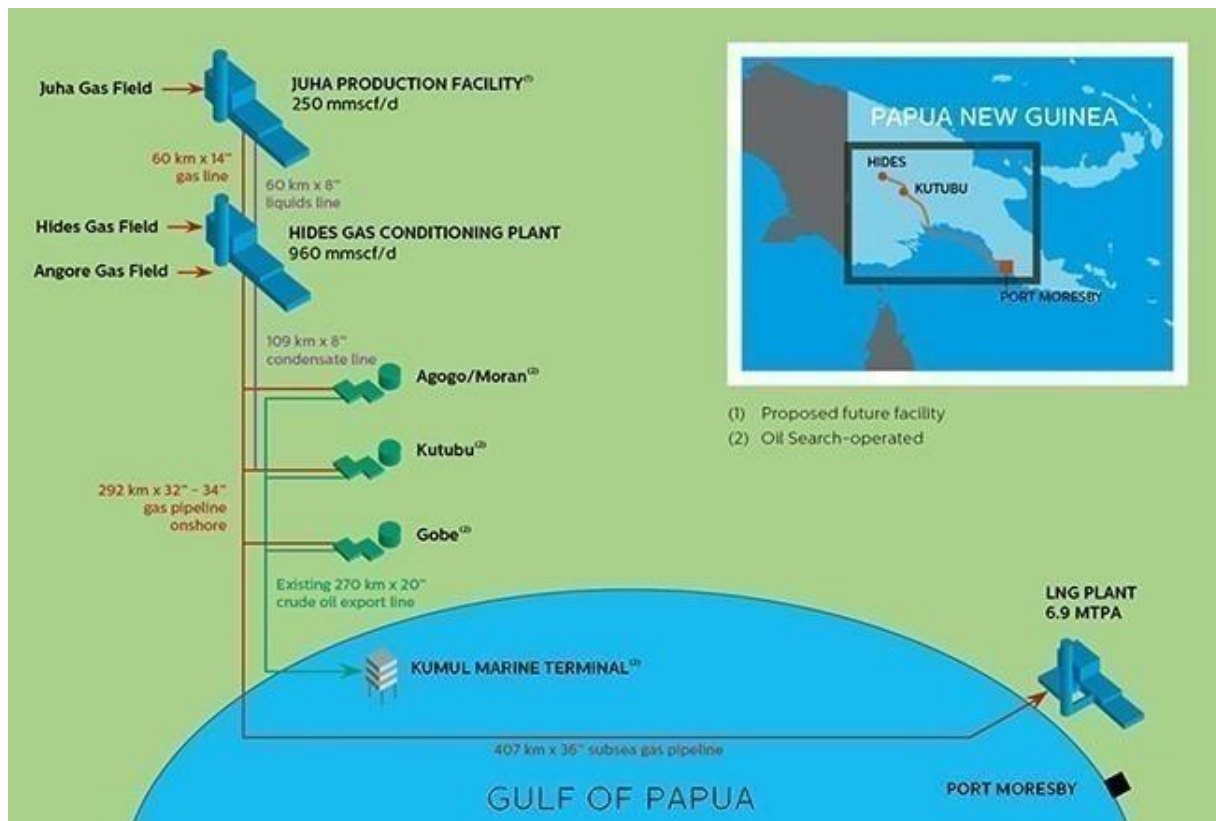 Juha Gas Field
JUHA PRODUCTION FACILITY(1)
250 mmscf/d
60 km x 14"
gas line
60 km x 8"
liquids line
Hides Gas Field
HIDES GAS CONDITIONING PLANT
960 mmscf/d
Angore Gas Field
109 km x 8"
condensate line
Agogo/Moran(2)
Kutubu(2)
292 km x 32" - 34"
gas pipeline
onshore
Gobe(2)
Existing 270 km x 20"
crude oil export line
KUMUL MARINE TERMINAL(2)
407 km x 36" subsea gas pipeline
GULF OF PAPUA
LNG PLANT
6.9 MTPA
PORT MORESBY
PAPUA NEW GUINEA
HIDES
KUTUBU
PORT MORESBY
(1) Proposed future facility
(2) Oil Search-operated